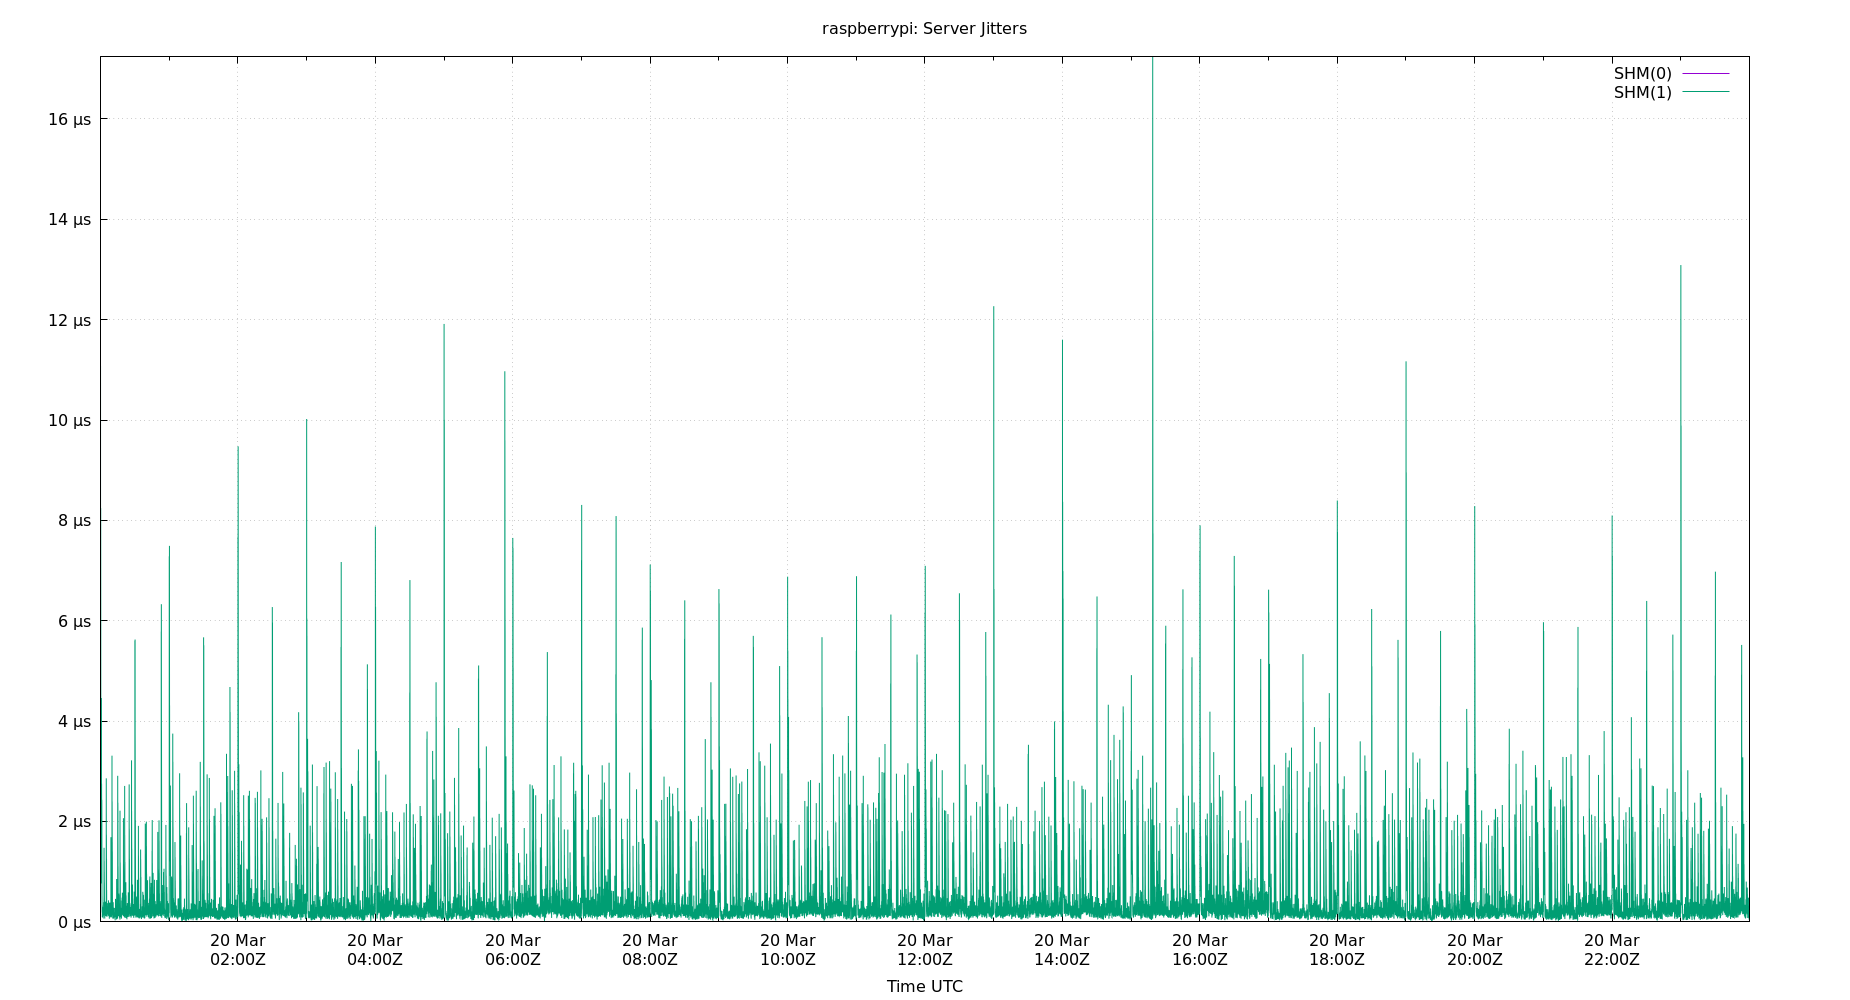 raspberrypi: Server Jitters
SHM(0)
SHM(1)
16 µs
14 µs
12 µs
10 µs
8 µs
6 µs
4 µs
2 µs
0 µs
20 Mar 20 Mar 20 Mar 20 Mar 20 Mar 20 Mar 20 Mar 20 Mar 20 Mar 20 Mar 20 Mar
02:00Z 04:00Z 06:00Z 08:00Z 10:00Z 12:00Z 14:00Z 16:00Z 18:00Z 20:00Z 22:00Z
Time UTC